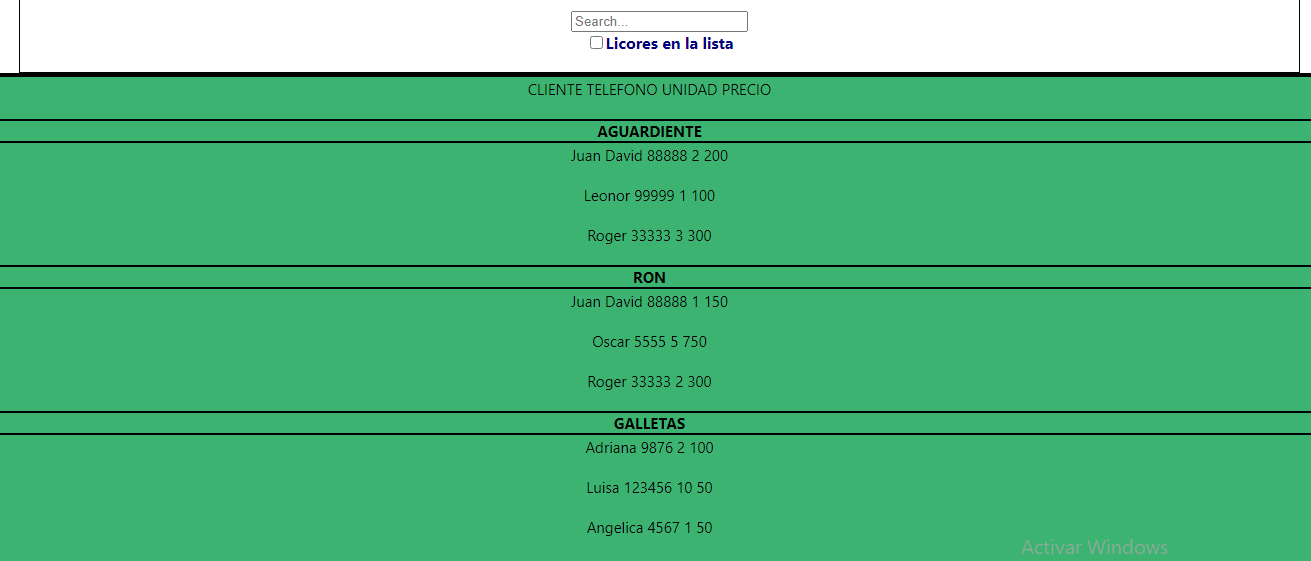 Search...
Licores en la lista
CLIENTE TELEFONO UNIDAD PRECIO
AGUARDIENTE
Juan David 88888 2 200
Leonor 99999 1 100
Roger 33333 3 300
RON
Juan David 88888 1 150
Oscar 5555 5 750
Roger 33333 2 300
GALLETAS
Adriana 9876 2 100
Luisa 123456 10 50
Angelica 4567 1 50
Activar Windows